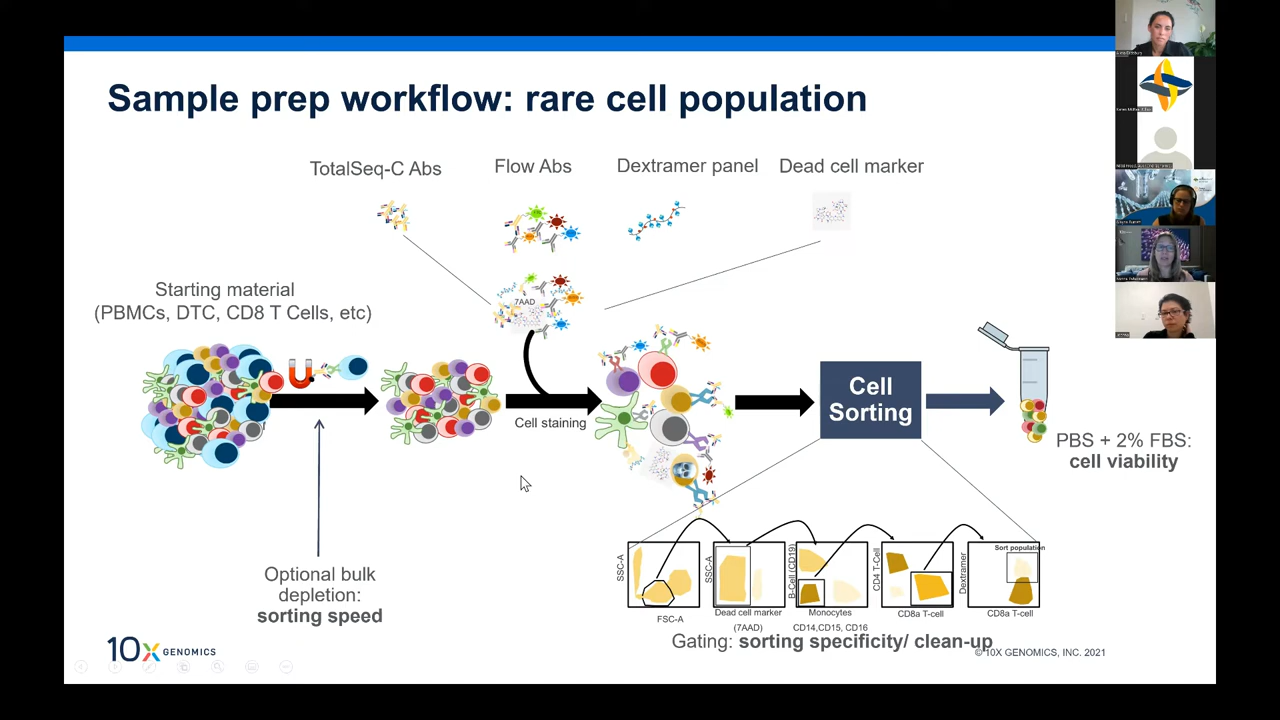 Sample prep workflow: rare cell population
TotalSeq-C Abs
Flow Abs
Dextramer panel
Dead cell marker
7AAD
Starting material
(PBMCs, DTC, CD8 T Cells, etc)
Cell staining
Cell
Sorting
PBS + 2% FBS:
cell viability
Optional bulk
depletion:
sorting speed
SSC-A
FSC-A
SSC-A
Dead cell marker
(7AAD)
B-Cell (CD19)
Monocytes
CD14,CD15, CD16
CD4 T-Cell
CD8a T-cell
Dextramer
Sort population
CD8a T-cell
Gating: sorting specificity/ clean-up
10X GENOMICS
© 10X GENOMICS, INC. 2021